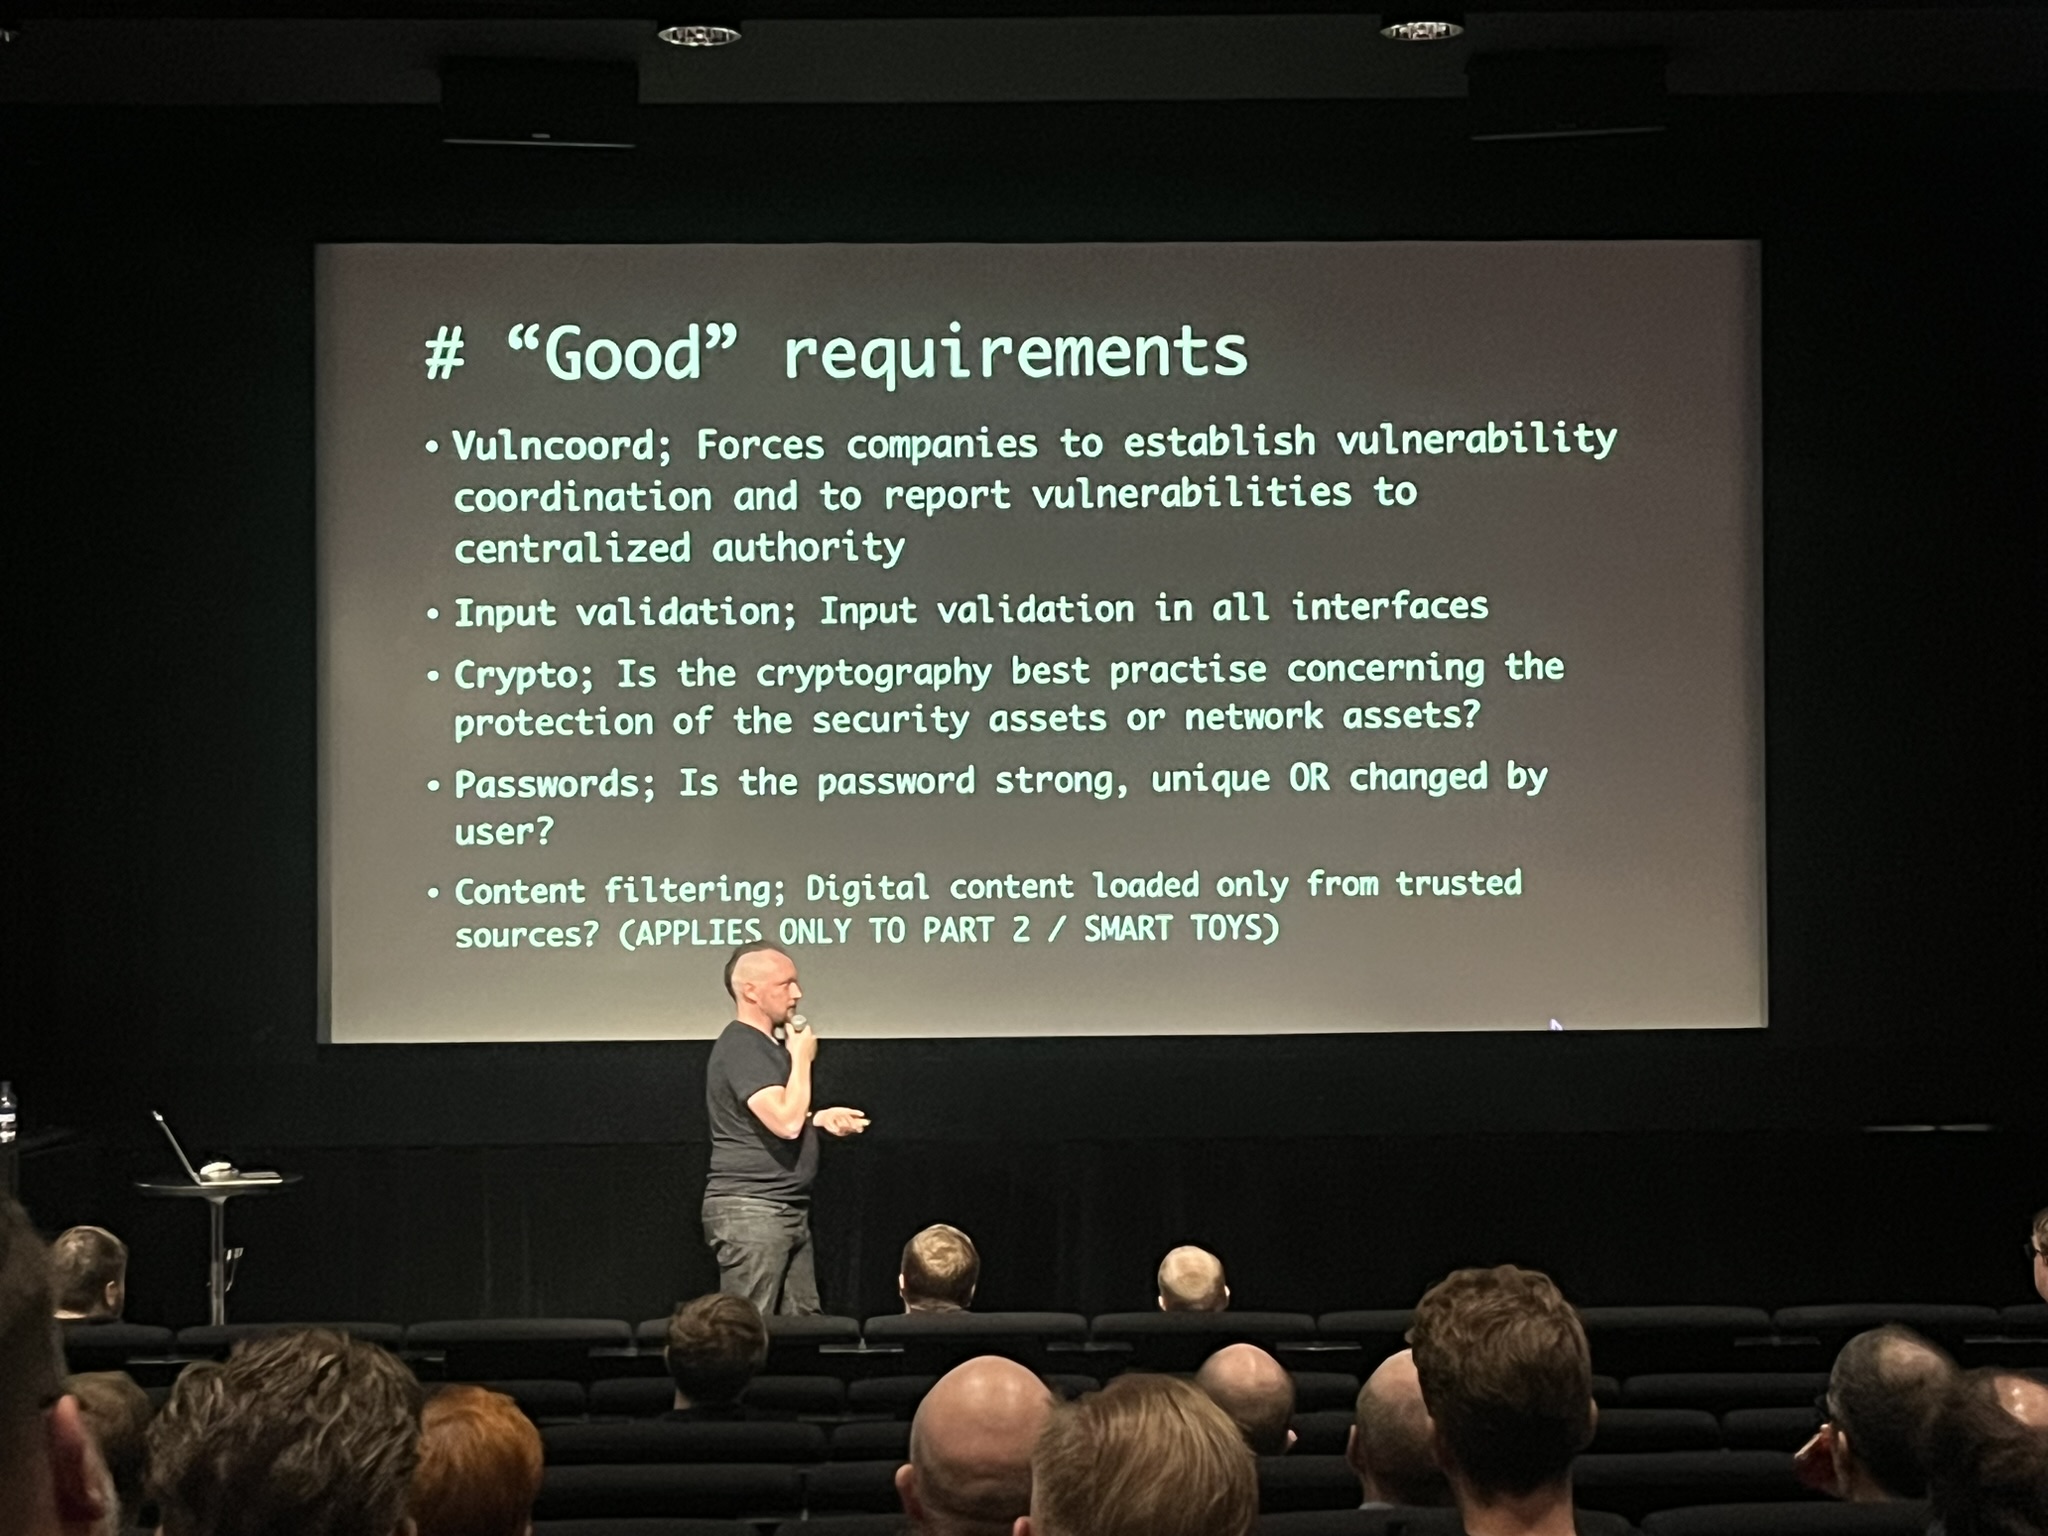 # “Good” requirements
• Vulncoord; Forces companies to establish vulnerability
coordination and to report vulnerabilities to
centralized authority
• Input validation; Input validation in all interfaces
• Crypto; Is the cryptography best practise concerning the
protection of the security assets or network assets?
• Passwords; Is the password strong, unique OR changed by
user?
• Content filtering; Digital content loaded only from trusted
sources? (APPLIES ONLY TO PART 2 / SMART TOYS)